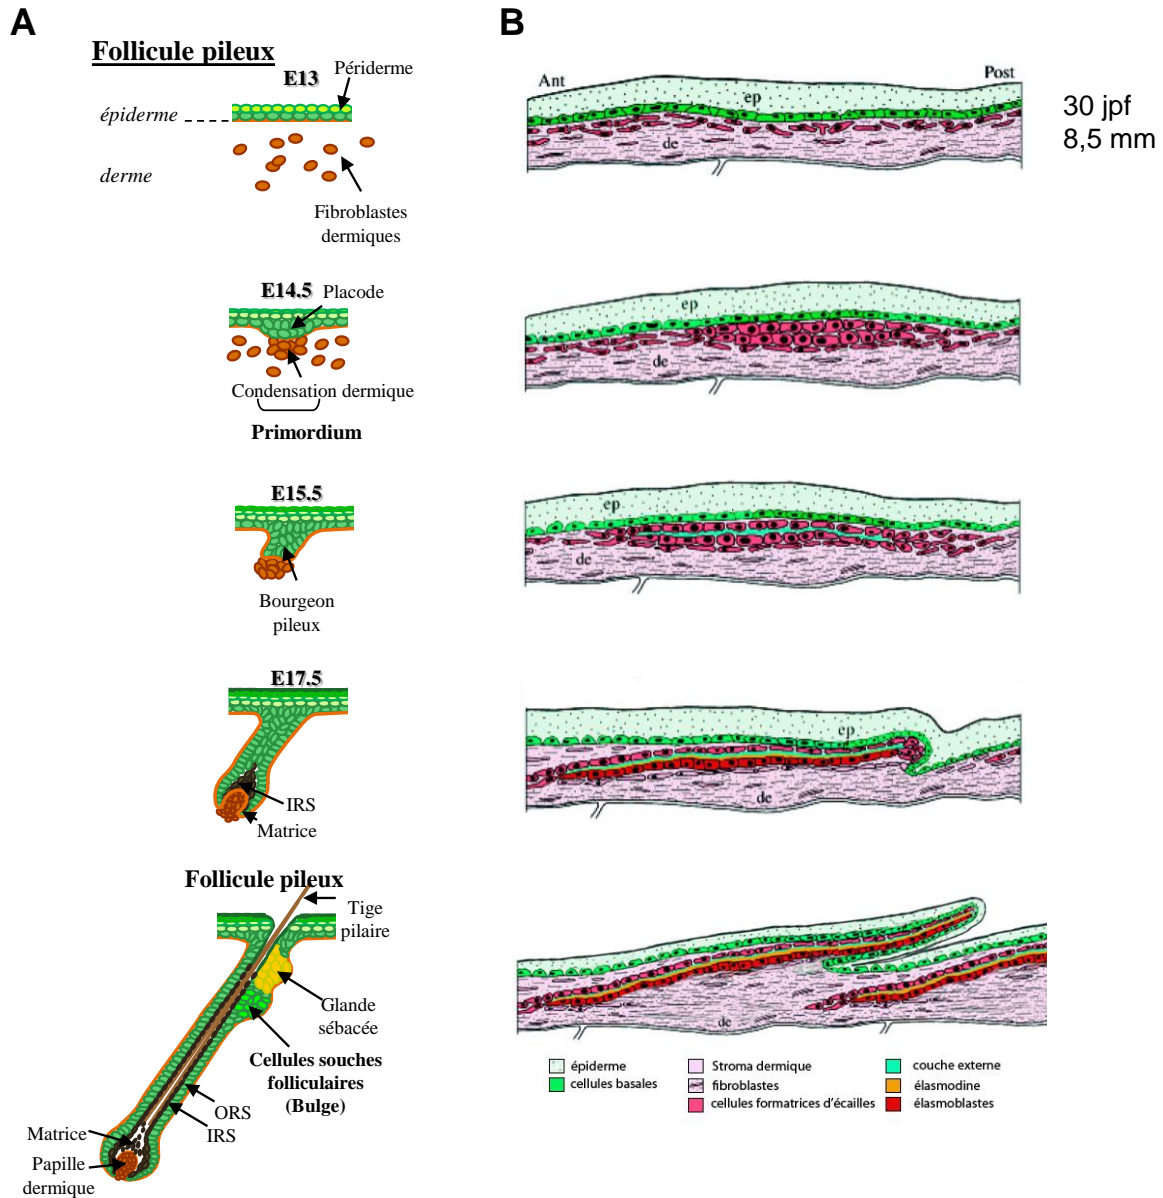 A
Follicule pileux
E13
Périderme
épiderme
derme
Fibroblastes
dermiques
E14.5
Placode
Condensation dermique
Primordium
E15.5
Bourgeon
pileux
E17.5
IRS
Matrice
Follicule pileux
Tige
pilaire
Glande
sébacée
Cellules souches
folliculaires
(Bulge)
ORS
IRS
Matrice
Papille
dermique
B
Ant
Post
ep
de
30 jpf
8,5 mm
ep
de
ep
de
ep
de
de
épiderme
cellules basales
Stroma dermique
fibroblastes
cellules formatrices d'écailles
couche externe
élasmodine
élasmoblastes